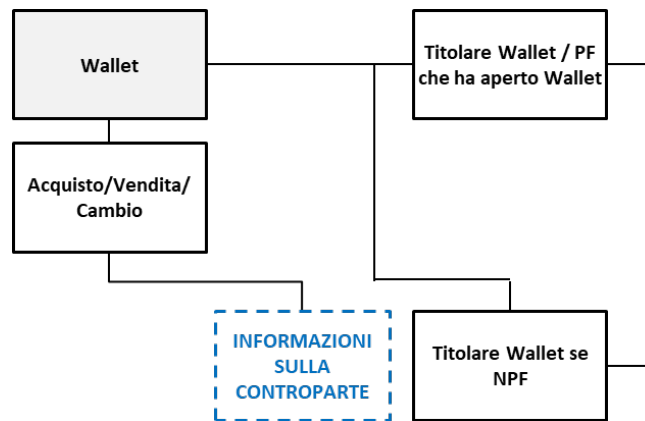 Wallet
Titolare Wallet / PF
che ha aperto Wallet
Acquisto/Vendita/
Cambio
INFORMAZIONI
SULLA
CONTROPARTE
Titolare Wallet se
NPF